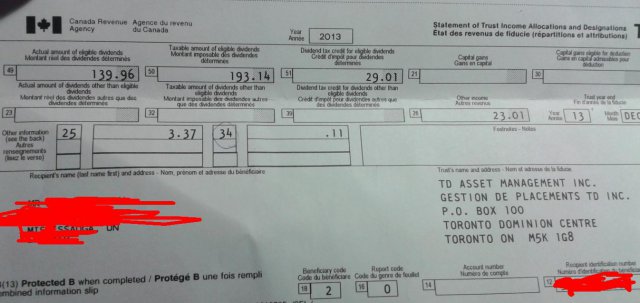 Canada Revenue Agence du revenu
Agency du Canada
Year
Année
2013
Statement of Trust Income Allocations and Designations
État des revenus de fiducie (répartitions et attributions)
T
Actual amount of eligible dividends
Montant réel des dividendes déterminés
Taxable amount of eligible dividends
Montant imposable des dividendes déterminés
Dividend tax credit for eligible dividends
Crédit d'impôt pour dividendes déterminés
Capital gains
Gains en capital
Capital gains eligible for deduction
Gains en capital admissibles pour déduction
49 139.96 50 193.14 51 29.01 21 30
Actual amount of dividends other than eligible dividends
Montant réel des dividendes autres que des dividendes déterminés
Taxable amount of dividends other than eligible dividends
Montant imposable des dividendes autres que des dividendes déterminés
Dividend tax credit for dividends other than eligible dividends
Crédit d'impôt pour dividendes autres que des dividendes déterminés
Other income
Autres revenus
Trust year end
Fin d'année de la fiducie
23 32 39 26 23.01 Year Année 13 Month Mois DEC
Other information
(see the back)
Autres
renseignements
(lisez le verso)
25 3.37 34 .11
Footnotes - Notes
Recipient's name (last name first) and address - Nom, prénom et adresse du bénéficiaire
Trust's name and address - Nom et adresse de la fiducie
TD ASSET MANAGEMENT INC.
GESTION DE PLACEMENTS TD INC.
P.O. BOX 100
TORONTO DOMINION CENTRE
TORONTO ON M5K 1G8
(13) Protected B when completed / Protégé B une fois rempli
ombined information slip
Beneficiary code
Code du bénéficiaire
18 2
Report code
Code du genre de feuillet
16 0
Account number
Numéro de compte
14
Recipient identification number
Numéro d'identification du bénéficiaire
12